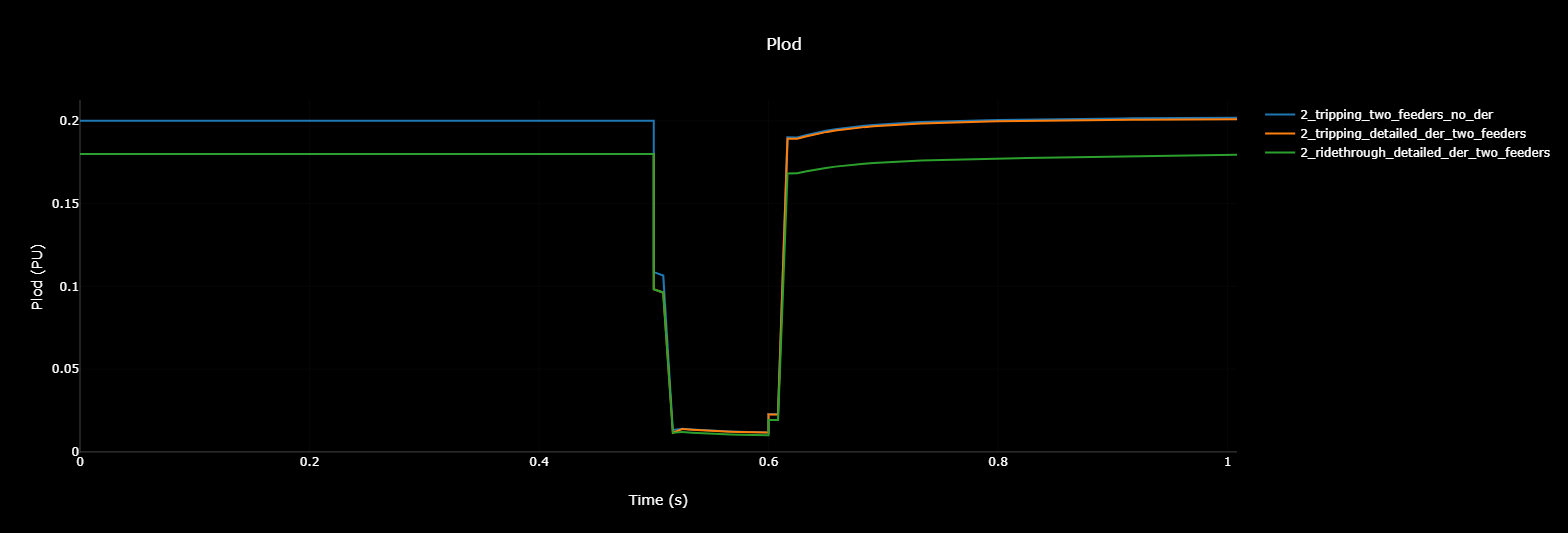 Plod
2_tripping_two_feeders_no_der
2_tripping_detailed_der_two_feeders
2_ridethrough_detailed_der_two_feeders
Plod (PU)
0.2
0.15
0.1
0.05
0
0
0.2
0.4
0.6
0.8
1
Time (s)